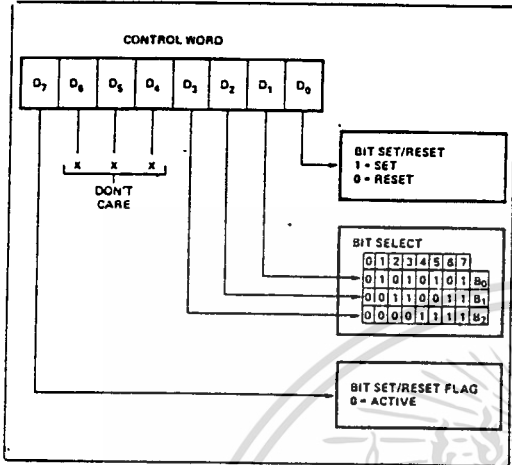 CONTROL WORD
D7 D6 D5 D4 D3 D2 D1 D0
X X X
DON'T
CARE
BIT SET/RESET
1 = SET
0 = RESET
BIT SELECT
0 1 2 3 4 5 6 7
0 1 0 1 0 1 0 1 B0
0 0 1 1 0 0 1 1 B1
0 0 0 0 1 1 1 1 B2
BIT SET/RESET FLAG
0 = ACTIVE